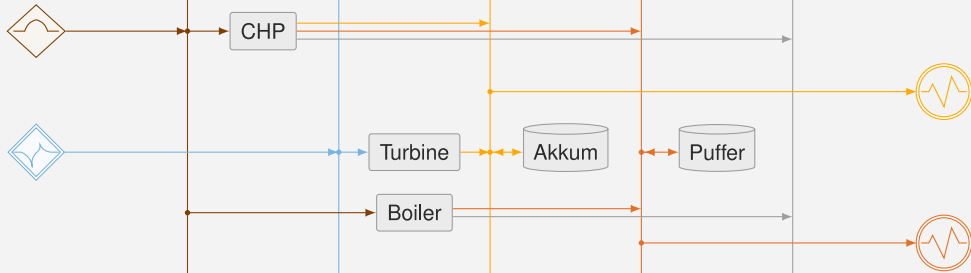 CHP
Turbine
Akkum
Puffer
Boiler